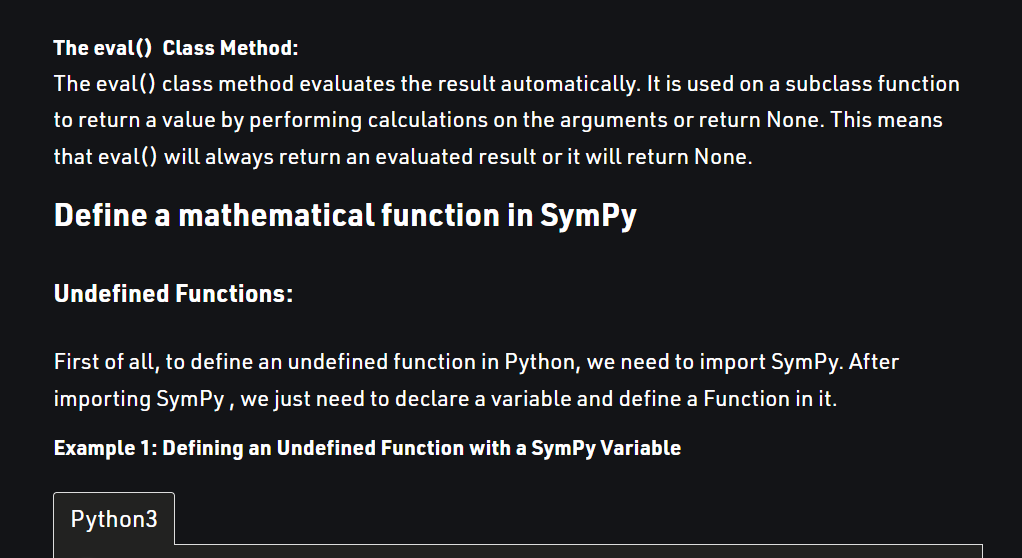 The eval()  Class Method:
The eval() class method evaluates the result automatically. It is used on a subclass function
to return a value by performing calculations on the arguments or return None. This means
that eval() will always return an evaluated result or it will return None.
Define a mathematical function in SymPy
Undefined Functions:
First of all, to define an undefined function in Python, we need to import SymPy. After
importing SymPy , we just need to declare a variable and define a Function in it.
Example 1: Defining an Undefined Function with a SymPy Variable
Python3